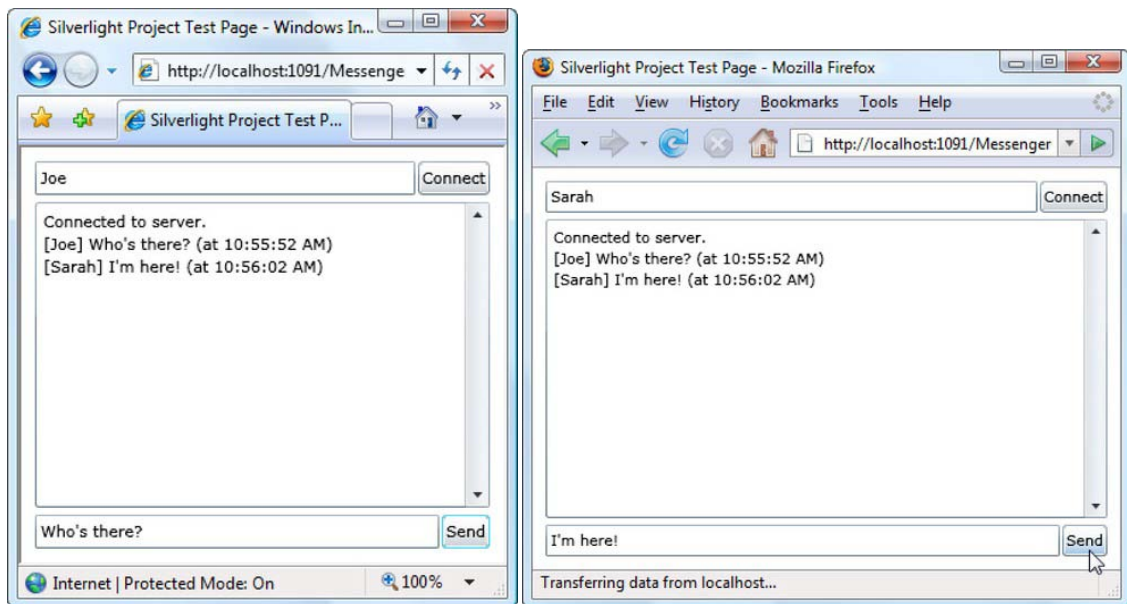 Silverlight Project Test Page - Windows In...
http://localhost:1091/Messenge
Silverlight Project Test P...
»
Joe
Connect
Connected to server.
[Joe] Who's there? (at 10:55:52 AM)
[Sarah] I'm here! (at 10:56:02 AM)
Who's there?
Send
Internet | Protected Mode: On
100%
Silverlight Project Test Page - Mozilla Firefox
File Edit View History Bookmarks Tools Help
http://localhost:1091/Messenger
Sarah
Connect
Connected to server.
[Joe] Who's there? (at 10:55:52 AM)
[Sarah] I'm here! (at 10:56:02 AM)
I'm here!
Send
Transferring data from localhost...